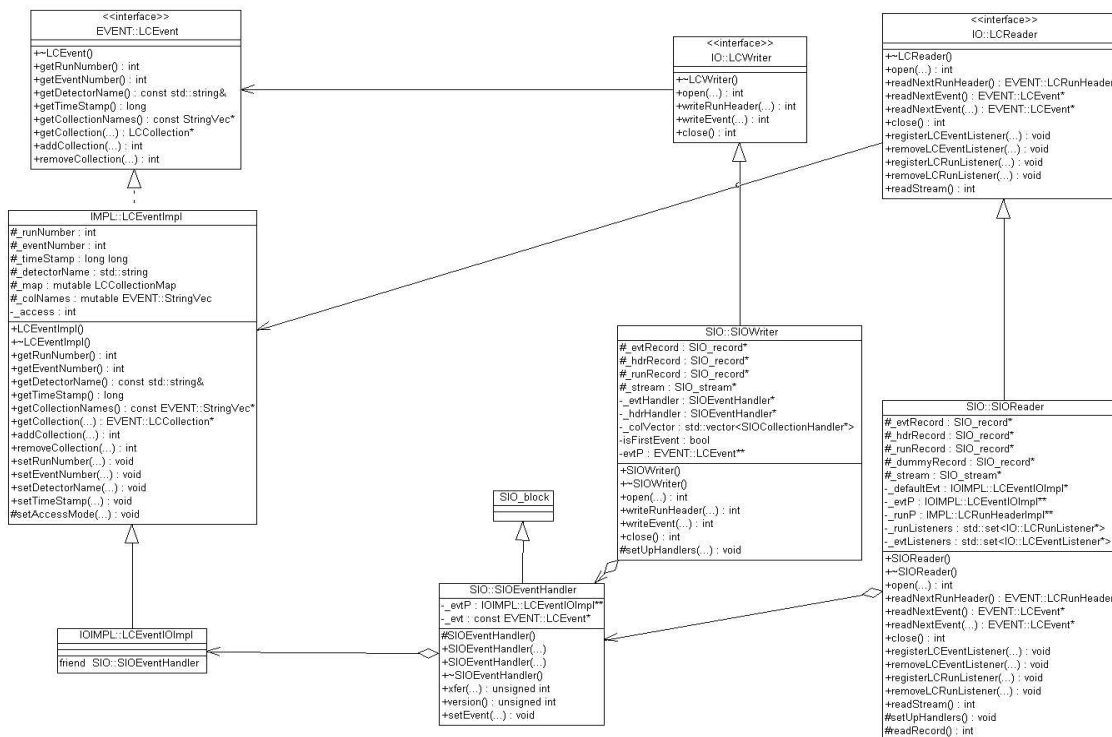 <<interface>>
EVENT::LCEvent
+~LCEvent()
+getRunNumber() : int
+getEventNumber() : int
+getDetectorName() : const std::string&
+getTimeStamp() : long
+getCollectionNames() : const StringVec*
+getCollection(...) : LCCollection*
+addCollection(...) : int
+removeCollection(...) : int
<<interface>>
IO::LCWriter
+~LCWriter()
+open(...) : int
+writeRunHeader(...) : int
+writeEvent(...) : int
+close() : int
<<interface>>
IO::LCReader
+~LCReader()
+open(...) : int
+readNextRunHeader() : EVENT::LCRunHeader
+readNextEvent() : EVENT::LCEvent*
+readNextEvent(...) : EVENT::LCEvent*
+close() : int
+registerLCEventListener(...) : void
+removeLCEventListener(...) : void
+registerLCRunListener(...) : void
+removeLCRunListener(...) : void
+readStream() : int
IMPL::LCEventImpl
#_runNumber : int
#_eventNumber : int
#_timeStamp : long long
#_detectorName : std::string
#_map : mutable LCCollectionMap
#_colNames : mutable EVENT::StringVec
-_access : int
+LCEventImpl()
+~LCEventImpl()
+getRunNumber() : int
+getEventNumber() : int
+getDetectorName() : const std::string&
+getTimeStamp() : long
+getCollectionNames() : const EVENT::StringVec*
+getCollection(...) : EVENT::LCCollection*
+addCollection(...) : int
+removeCollection(...) : int
+setRunNumber(...) : void
+setEventNumber(...) : void
+setDetectorName(...) : void
+setTimeStamp(...) : void
#setAccessMode(...) : void
SIO::SIOWriter
#_evtRecord : SIO_record*
#_hdrRecord : SIO_record*
#_runRecord : SIO_record*
#_stream : SIO_stream*
-_evtHandler : SIOEventHandler*
-_hdrHandler : SIOEventHandler*
-_colVector : std::vector<SIOCollectionHandler*>
-isFirstEvent : bool
-evtP : EVENT::LCEvent**
+SIOWriter()
+~SIOWriter()
+open(...) : int
+writeRunHeader(...) : int
+writeEvent(...) : int
+close() : int
#setUpHandlers(...) : void
SIO::SIOReader
#_evtRecord : SIO_record*
#_hdrRecord : SIO_record*
#_runRecord : SIO_record*
#_dummyRecord : SIO_record*
#_stream : SIO_stream*
-_defaultEvt : IOIMPL::LCEventIOImpl*
-_evtP : IOIMPL::LCEventIOImpl**
-_runP : IMPL::LCRunHeaderImpl**
-_runListeners : std::set<IO::LCRunListener*>
-_evtListeners : std::set<IO::LCEventListener*>
+SIOReader()
+~SIOReader()
+open(...) : int
+readNextRunHeader() : EVENT::LCRunHeader
+readNextEvent() : EVENT::LCEvent*
+readNextEvent(...) : EVENT::LCEvent*
+close() : int
+registerLCEventListener(...) : void
+removeLCEventListener(...) : void
+registerLCRunListener(...) : void
+removeLCRunListener(...) : void
+readStream() : int
#setUpHandlers() : void
#readRecord() : int
SIO_block
SIO::SIOEventHandler
-_evtP : IOIMPL::LCEventIOImpl**
-_evt : const EVENT::LCEvent*
#SIOEventHandler()
+SIOEventHandler(...)
+SIOEventHandler(...)
+~SIOEventHandler()
+xfer(...) : unsigned int
+version() : unsigned int
+setEvent(...) : void
IOIMPL::LCEventIOImpl
friend SIO::SIOEventHandler